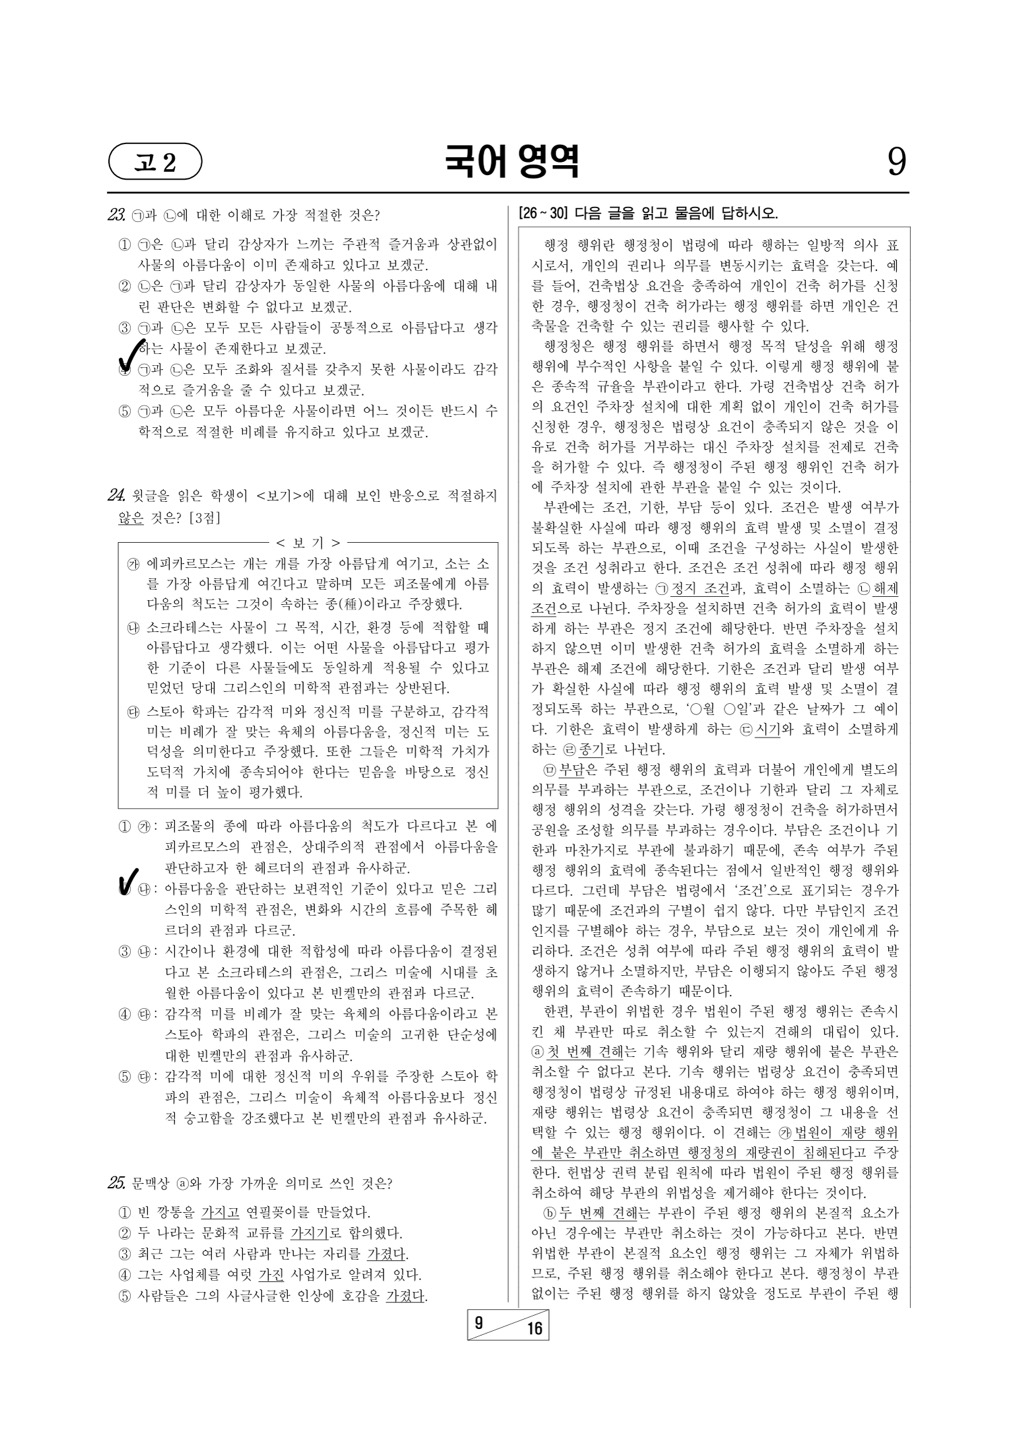 고 2
국어 영역
9
23. ㉠과 ㉡에 대한 이해로 가장 적절한 것은?
① ㉠은 ㉡과 달리 감상자가 느끼는 주관적 즐거움과 상관없이
사물의 아름다움이 이미 존재하고 있다고 보겠군.
② ㉡은 ㉠과 달리 감상자가 동일한 사물의 아름다움에 대해 내
린 판단은 변화할 수 없다고 보겠군.
③ ㉠과 ㉡은 모두 모든 사람들이 공통적으로 아름답다고 생각
하는 사물이 존재한다고 보겠군.
④ ㉠과 ㉡은 모두 조화와 질서를 갖추지 못한 사물이라도 감각
적으로 즐거움을 줄 수 있다고 보겠군.
⑤ ㉠과 ㉡은 모두 아름다운 사물이라면 어느 것이든 반드시 수
학적으로 적절한 비례를 유지하고 있다고 보겠군.
24. 윗글을 읽은 학생이 <보기>에 대해 보인 반응으로 적절하지
않은 것은? [3점]
< 보 기 >
㉮ 에피카르모스는 개는 개를 가장 아름답게 여기고, 소는 소
를 가장 아름답게 여긴다고 말하며 모든 피조물에게 아름
다움의 척도는 그것이 속하는 종(種)이라고 주장했다.
㉯ 소크라테스는 사물이 그 목적, 시간, 환경 등에 적합할 때
아름답다고 생각했다. 이는 어떤 사물을 아름답다고 평가
한 기준이 다른 사물들에도 동일하게 적용될 수 있다고
믿었던 당대 그리스인의 미학적 관점과는 상반된다.
㉰ 스토아 학파는 감각적 미와 정신적 미를 구분하고, 감각적
미는 비례가 잘 맞는 육체의 아름다움을, 정신적 미는 도
덕성을 의미한다고 주장했다. 또한 그들은 미학적 가치가
도덕적 가치에 종속되어야 한다는 믿음을 바탕으로 정신
적 미를 더 높이 평가했다.
① ㉮: 피조물의 종에 따라 아름다움의 척도가 다르다고 본 에
피카르모스의 관점은, 상대주의적 관점에서 아름다움을
판단하고자 한 헤르더의 관점과 유사하군.
② ㉯: 아름다움을 판단하는 보편적인 기준이 있다고 믿은 그리
스인의 미학적 관점은, 변화와 시간의 흐름에 주목한 헤
르더의 관점과 다르군.
③ ㉯: 시간이나 환경에 대한 적합성에 따라 아름다움이 결정된
다고 본 소크라테스의 관점은, 그리스 미술에 시대를 초
월한 아름다움이 있다고 본 빈켈만의 관점과 다르군.
④ ㉰: 감각적 미를 비례가 잘 맞는 육체의 아름다움이라고 본
스토아 학파의 관점은, 그리스 미술의 고귀한 단순성에
대한 빈켈만의 관점과 유사하군.
⑤ ㉰: 감각적 미에 대한 정신적 미의 우위를 주장한 스토아 학
파의 관점은, 그리스 미술이 육체적 아름다움보다 정신
적 숭고함을 강조했다고 본 빈켈만의 관점과 유사하군.
25. 문맥상 ⓐ와 가장 가까운 의미로 쓰인 것은?
① 빈 깡통을 가지고 연필꽂이를 만들었다.
② 두 나라는 문화적 교류를 가지기로 합의했다.
③ 최근 그는 여러 사람과 만나는 자리를 가졌다.
④ 그는 사업체를 여럿 가진 사업가로 알려져 있다.
⑤ 사람들은 그의 사글사글한 인상에 호감을 가졌다.
[26~30] 다음 글을 읽고 물음에 답하시오.
행정 행위란 행정청이 법령에 따라 행하는 일방적 의사 표
시로서, 개인의 권리나 의무를 변동시키는 효력을 갖는다. 예
를 들어, 건축법상 요건을 충족하여 개인이 건축 허가를 신청
한 경우, 행정청이 건축 허가라는 행정 행위를 하면 개인은 건
축물을 건축할 수 있는 권리를 행사할 수 있다.
행정청은 행정 행위를 하면서 행정 목적 달성을 위해 행정
행위에 부수적인 사항을 붙일 수 있다. 이렇게 행정 행위에 붙
은 종속적 규율을 부관이라고 한다. 가령 건축법상 건축 허가
의 요건인 주차장 설치에 대한 계획 없이 개인이 건축 허가를
신청한 경우, 행정청은 법령상 요건이 충족되지 않은 것을 이
유로 건축 허가를 거부하는 대신 주차장 설치를 전제로 건축
을 허가할 수 있다. 즉 행정청이 주된 행정 행위인 건축 허가
에 주차장 설치에 관한 부관을 붙일 수 있는 것이다.
부관에는 조건, 기한, 부담 등이 있다. 조건은 발생 여부가
불확실한 사실에 따라 행정 행위의 효력 발생 및 소멸이 결정
되도록 하는 부관으로, 이때 조건을 구성하는 사실이 발생한
것을 조건 성취라고 한다. 조건은 조건 성취에 따라 행정 행위
의 효력이 발생하는 ㉠정지 조건과, 효력이 소멸하는 ㉡해제
조건으로 나뉜다. 주차장을 설치하면 건축 허가의 효력이 발생
하게 하는 부관은 정지 조건에 해당한다. 반면 주차장을 설치
하지 않으면 이미 발생한 건축 허가의 효력을 소멸하게 하는
부관은 해제 조건에 해당한다. 기한은 조건과 달리 발생 여부
가 확실한 사실에 따라 행정 행위의 효력 발생 및 소멸이 결
정되도록 하는 부관으로, ‘○월 ○일’과 같은 날짜가 그 예이
다. 기한은 효력이 발생하게 하는 ㉢시기와 효력이 소멸하게
하는 ㉣종기로 나뉜다.
㉤부담은 주된 행정 행위의 효력과 더불어 개인에게 별도의
의무를 부과하는 부관으로, 조건이나 기한과 달리 그 자체로
행정 행위의 성격을 갖는다. 가령 행정청이 건축을 허가하면서
공원을 조성할 의무를 부과하는 경우이다. 부담은 조건이나 기
한과 마찬가지로 부관에 불과하기 때문에, 존속 여부가 주된
행정 행위의 효력에 종속된다는 점에서 일반적인 행정 행위와
다르다. 그런데 부담은 법령에서 ‘조건’으로 표기되는 경우가
많기 때문에 조건과의 구별이 쉽지 않다. 다만 부담인지 조건
인지를 구별해야 하는 경우, 부담으로 보는 것이 개인에게 유
리하다. 조건은 성취 여부에 따라 주된 행정 행위의 효력이 발
생하지 않거나 소멸하지만, 부담은 이행되지 않아도 주된 행정
행위의 효력이 존속하기 때문이다.
한편, 부관이 위법한 경우 법원이 주된 행정 행위는 존속시
킨 채 부관만 따로 취소할 수 있는지 견해의 대립이 있다.
ⓐ첫 번째 견해는 기속 행위와 달리 재량 행위에 붙은 부관은
취소할 수 없다고 본다. 기속 행위는 법령상 요건이 충족되면
행정청이 법령상 규정된 내용대로 하여야 하는 행정 행위이며,
재량 행위는 법령상 요건이 충족되면 행정청이 그 내용을 선
택할 수 있는 행정 행위이다. 이 견해는 ㉮법원이 재량 행위
에 붙은 부관만 취소하면 행정청의 재량권이 침해된다고 주장
한다. 헌법상 권력 분립 원칙에 따라 법원이 주된 행정 행위를
취소하여 해당 부관의 위법성을 제거해야 한다는 것이다.
ⓑ두 번째 견해는 부관이 주된 행정 행위의 본질적 요소가
아닌 경우에는 부관만 취소하는 것이 가능하다고 본다. 반면
위법한 부관이 본질적 요소인 행정 행위는 그 자체가 위법하
므로, 주된 행정 행위를 취소해야 한다고 본다. 행정청이 부관
없이는 주된 행정 행위를 하지 않았을 정도로 부관이 주된 행
9
16